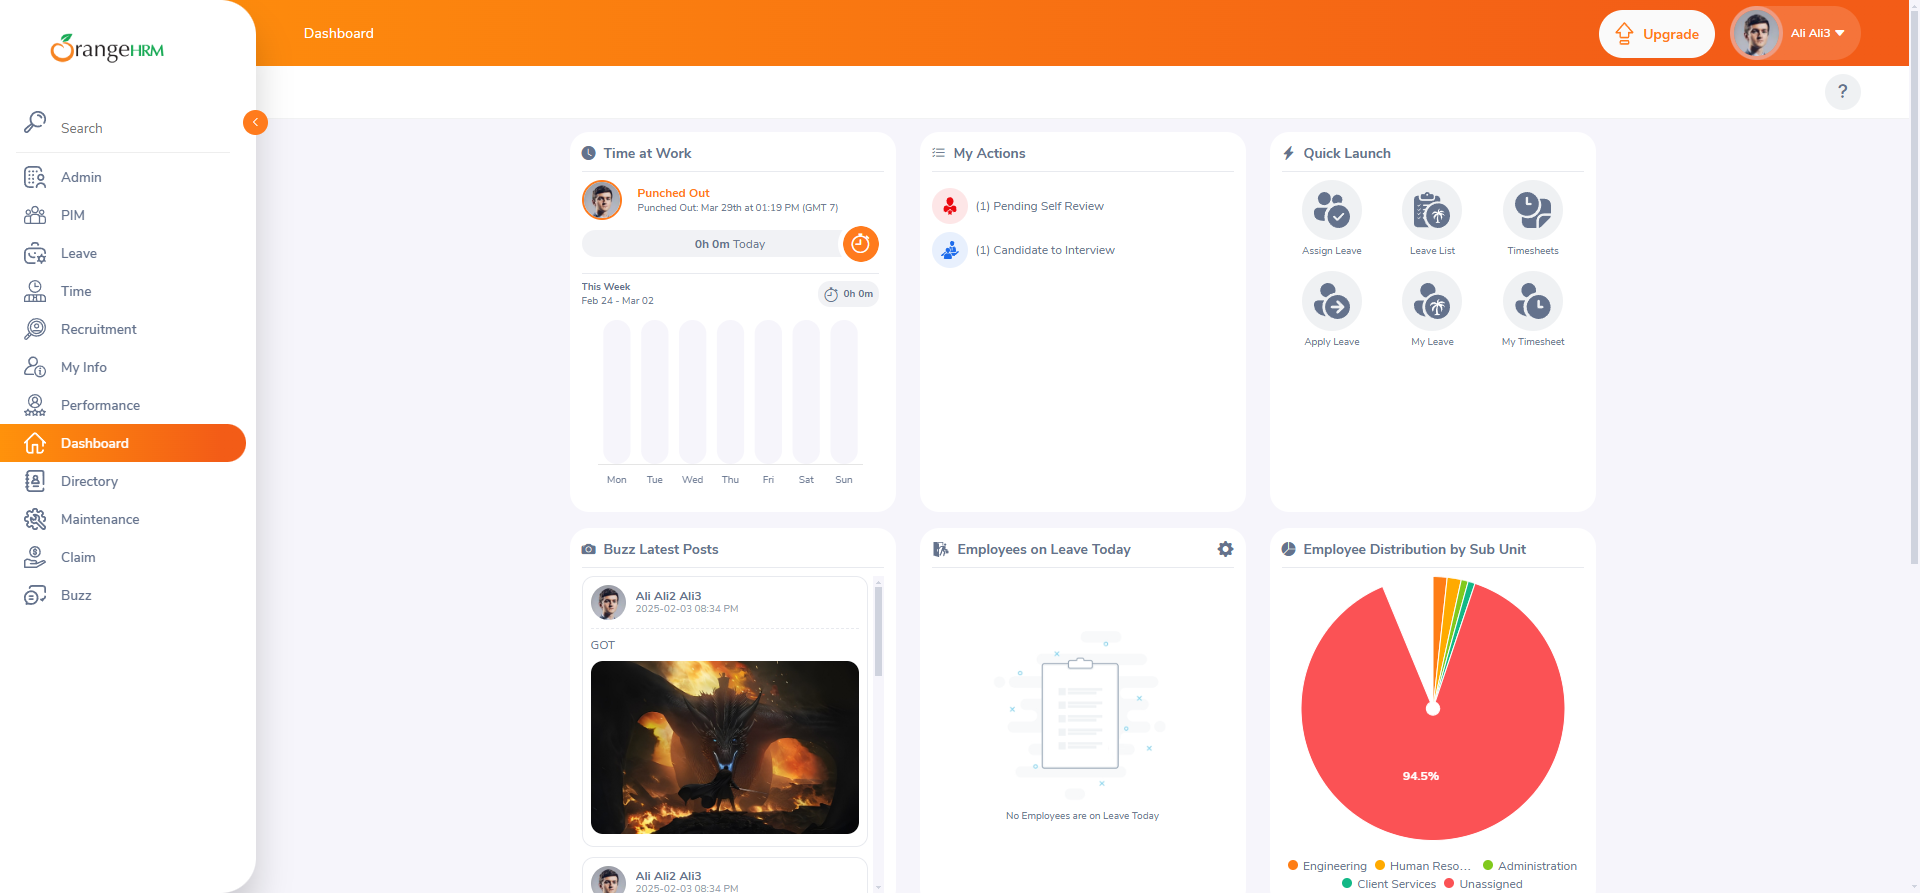 OrangeHRM
Dashboard
Upgrade
Ali Ali3
?
Search
Admin
PIM
Leave
Time
Recruitment
My Info
Performance
Dashboard
Directory
Maintenance
Claim
Buzz
Time at Work
Punched Out
Punched Out: Mar 29th at 01:19 PM (GMT 7)
0h 0m Today
This Week
Feb 24 - Mar 02
0h 0m
Mon Tue Wed Thu Fri Sat Sun
My Actions
(1) Pending Self Review
(1) Candidate to Interview
Quick Launch
Assign Leave Leave List Timesheets
Apply Leave My Leave My Timesheet
Buzz Latest Posts
Ali Ali2 Ali3
2025-02-03 08:34 PM
GOT
Ali Ali2 Ali3
2025-02-03 08:34 PM
Employees on Leave Today
No Employees are on Leave Today
Employee Distribution by Sub Unit
94.5%
Engineering Human Reso... Administration
Client Services Unassigned